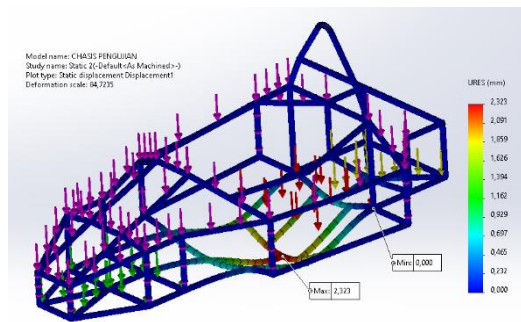 Model name: CHASIS PENGUJIAN
Study name: Static 2(-Default<As Machined>-)
Plot type: Static displacement Displacement1
Deformation scale: 84,7235
URES (mm)
2,323
2,091
1,859
1,626
1,394
1,162
0,929
0,697
0,465
0,232
0,000
Min: 0,000
Max: 2,323